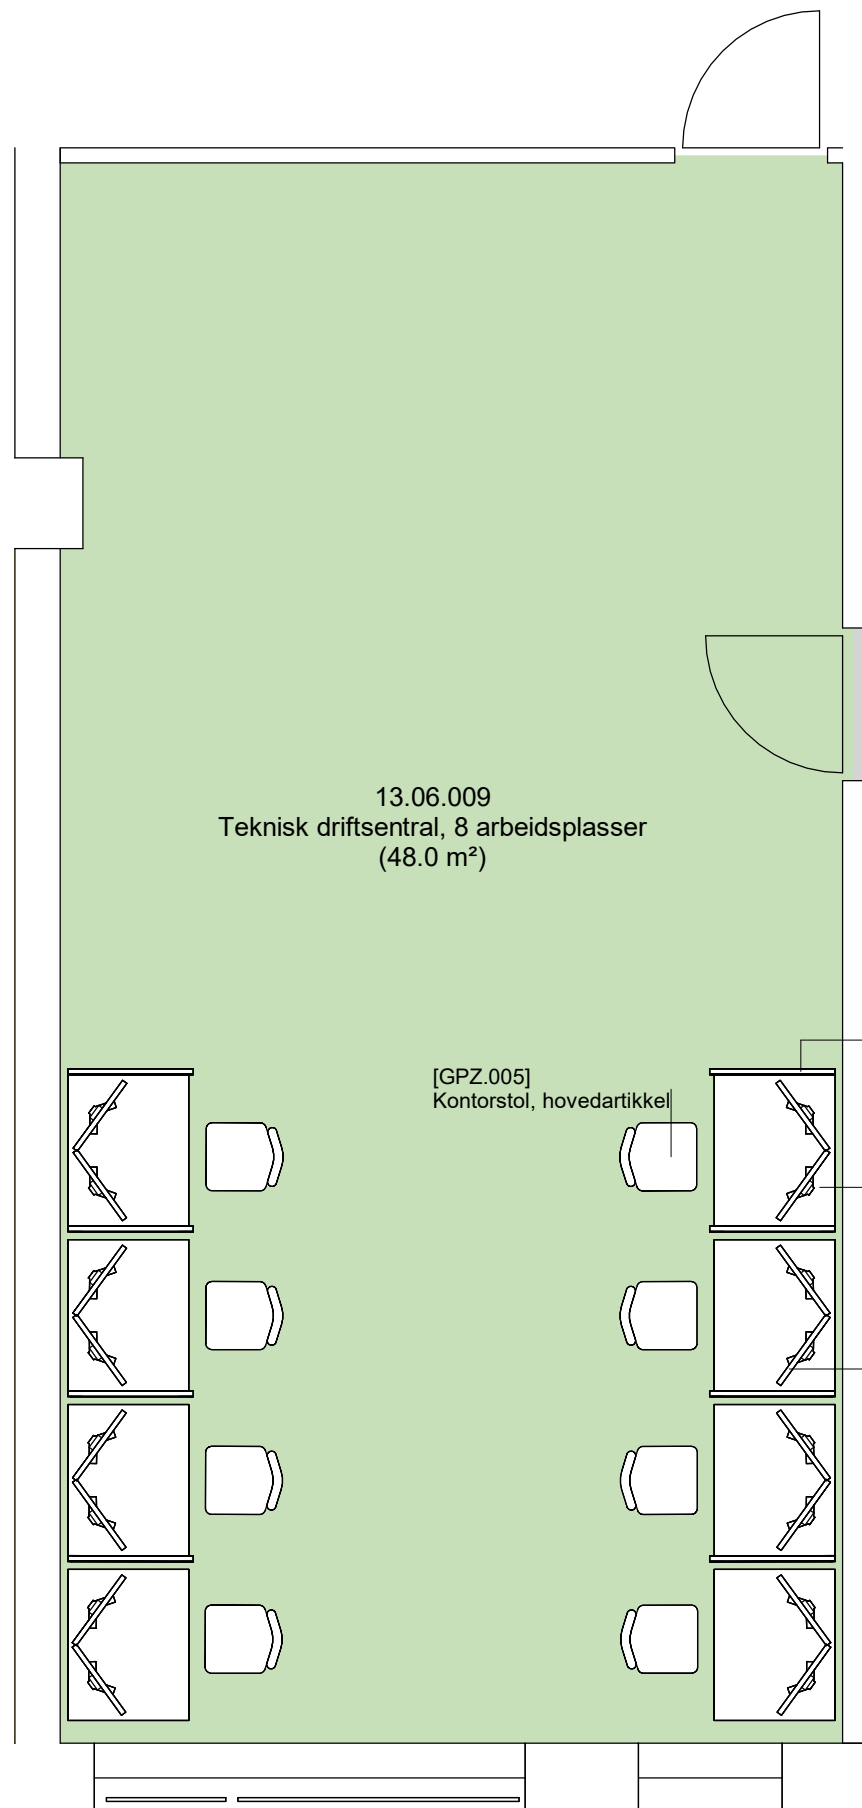 13.06.009
Teknisk driftsentral, 8 arbeidsplasser
(48.0 m²)
[GPZ.005]
Kontorstol, hovedartikkel